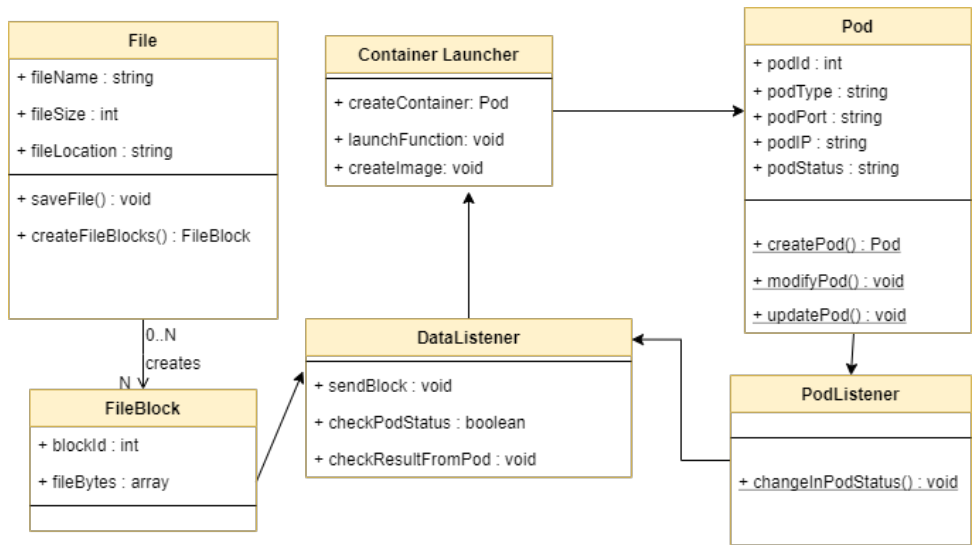 File
+ fileName : string
+ fileSize : int
+ fileLocation : string
+ saveFile() : void
+ createFileBlocks() : FileBlock
0..N
creates
N
FileBlock
+ blockId : int
+ fileBytes : array
Container Launcher
+ createContainer: Pod
+ launchFunction: void
+ createImage: void
DataListener
+ sendBlock : void
+ checkPodStatus : boolean
+ checkResultFromPod : void
Pod
+ podId : int
+ podType : string
+ podPort : string
+ podIP : string
+ podStatus : string
+ createPod() : Pod
+ modifyPod() : void
+ updatePod() : void
PodListener
+ changeInPodStatus() : void